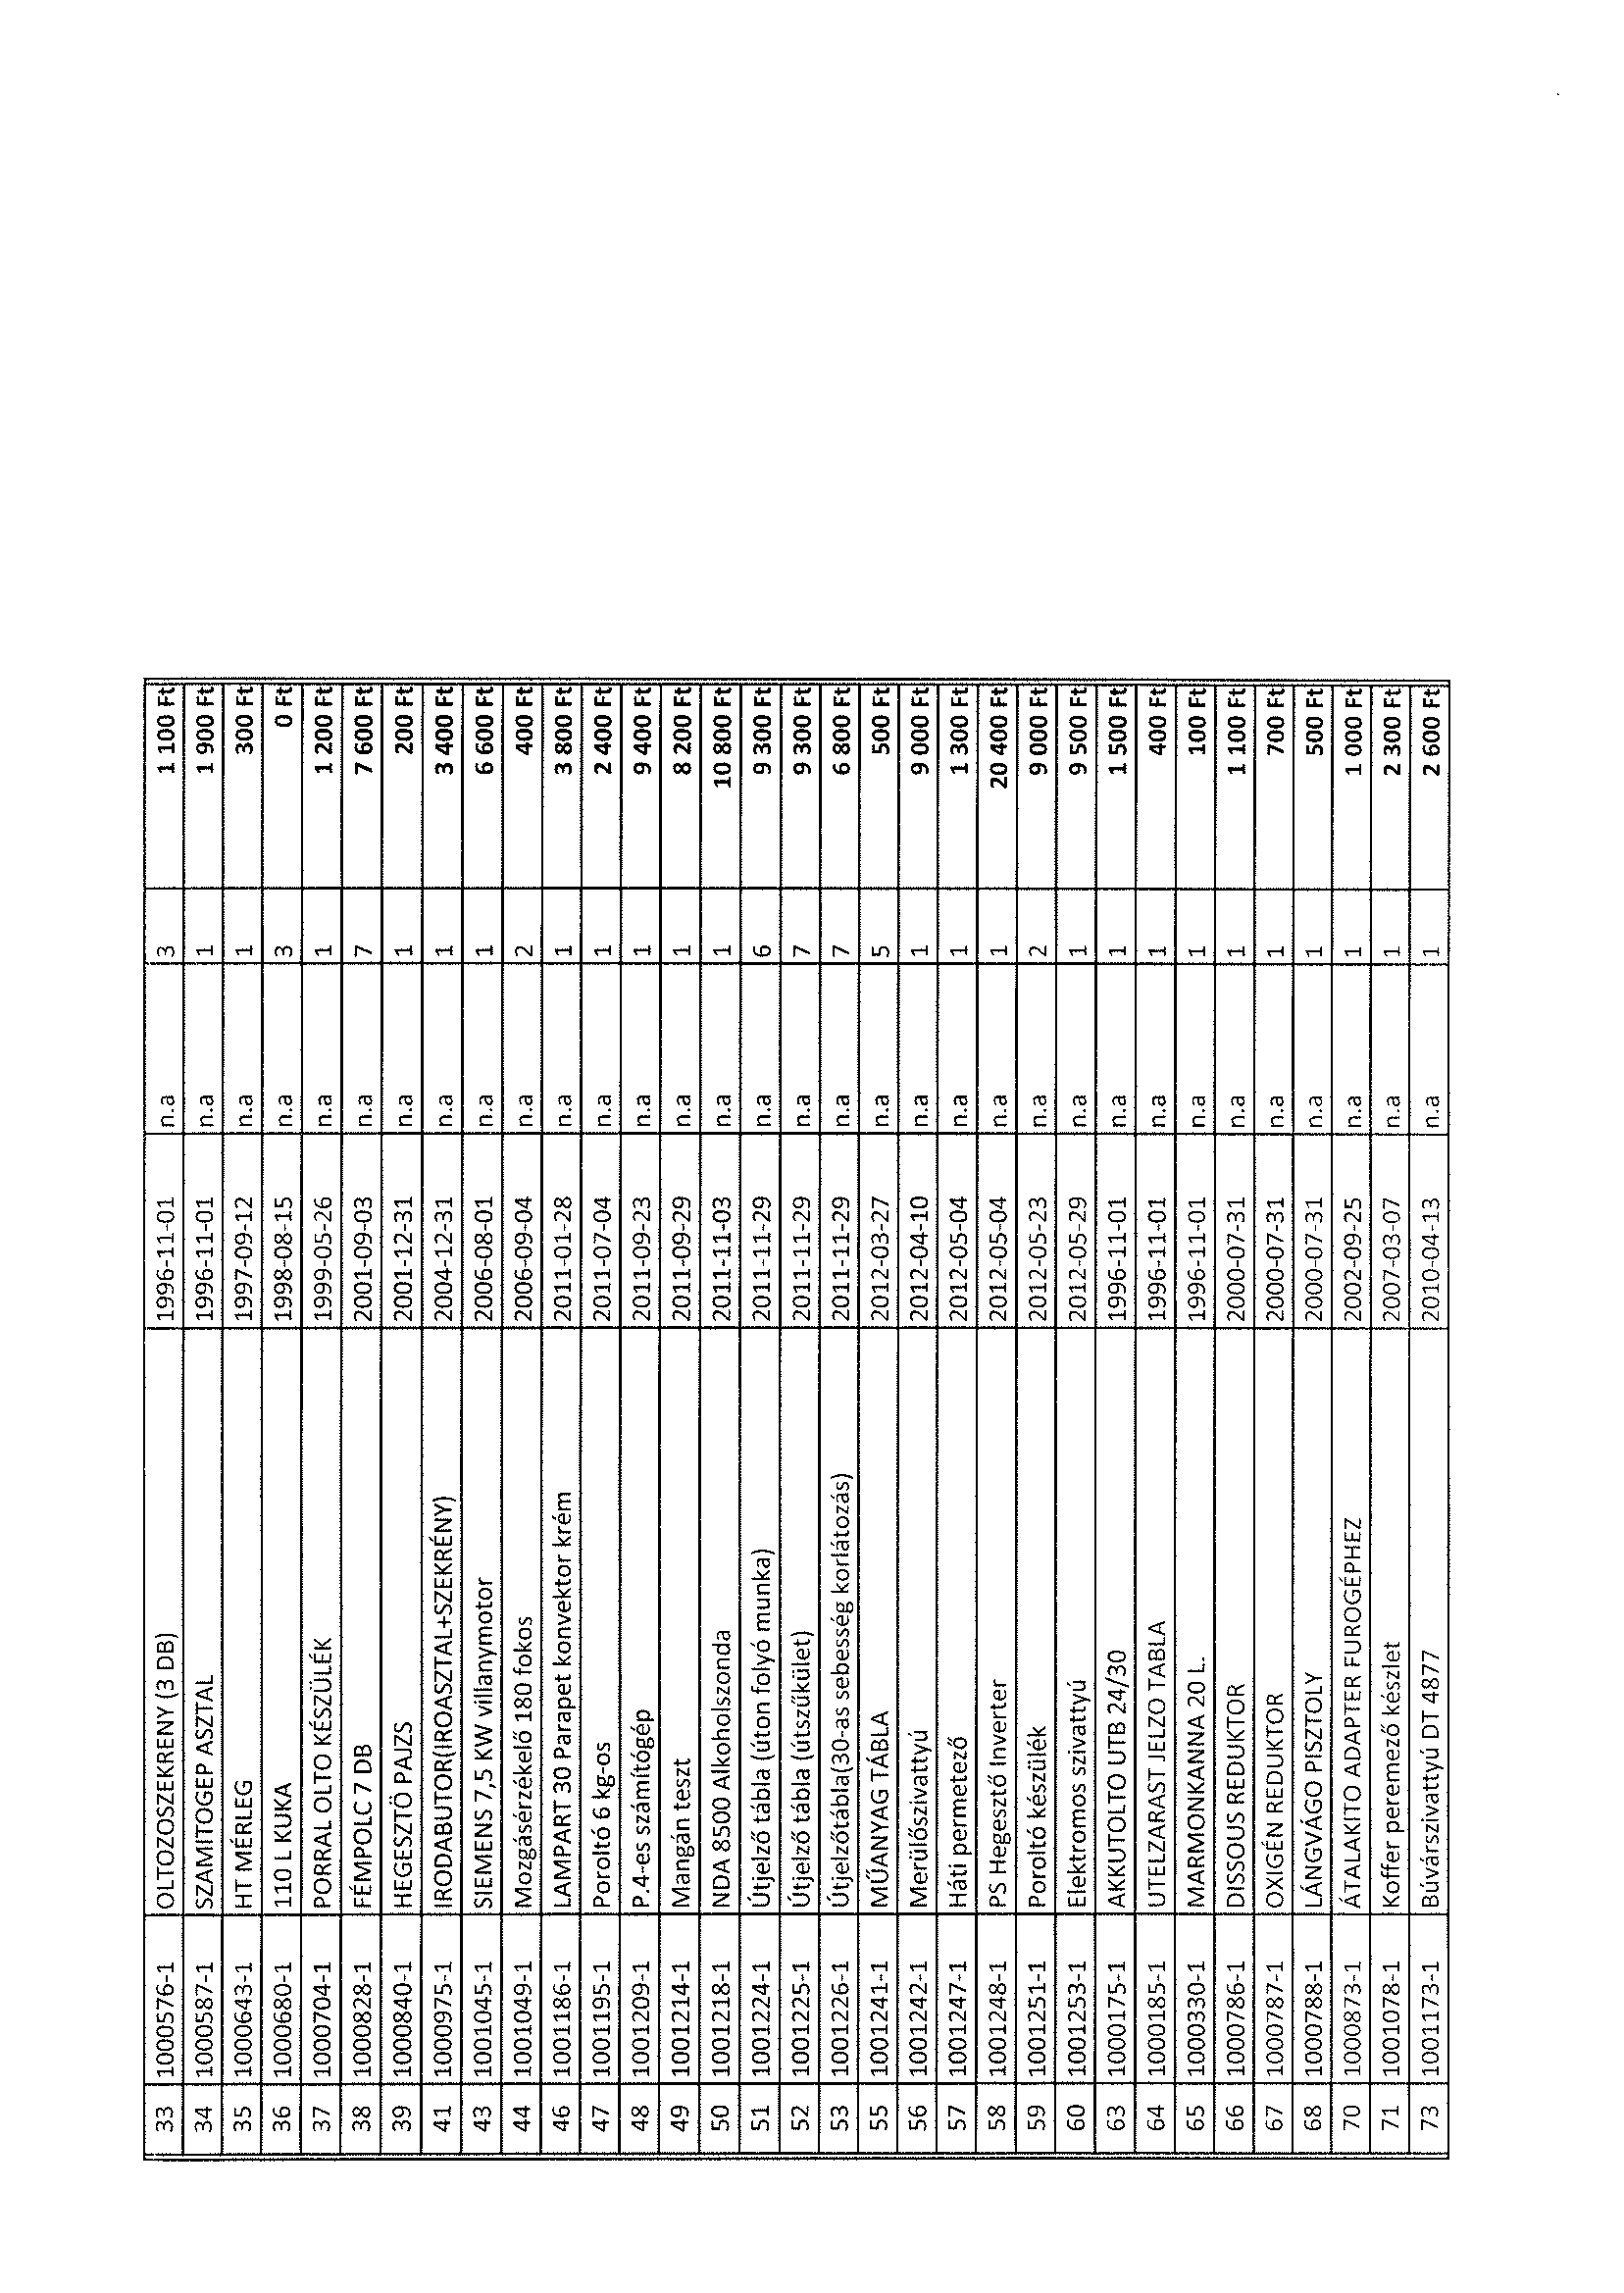 33 1000576-1 OLTOZOSZEKRENY (3 DB) 1996-11-01 n.a 3 1 100 Ft
34 1000587-1 SZAMITOGEP ASZTAL 1996-11-01 n.a 1 1 900 Ft
35 1000643-1 HT MÉRLEG 1997-09-12 n.a 1 300 Ft
36 1000680-1 110 L KUKA 1998-08-15 n.a 3 0 Ft
37 1000704-1 PORRAL OLTO KÉSZÜLÉK 1999-05-26 n.a 1 1 200 Ft
38 1000828-1 FÉMPOLC 7 DB 2001-09-03 n.a 7 7 600 Ft
39 1000840-1 HEGESZTÖ PAJZS 2001-12-31 n.a 1 200 Ft
41 1000975-1 IRODABUTOR(IROASZTAL+SZEKRÉNY) 2004-12-31 n.a 1 3 400 Ft
43 1001045-1 SIEMENS 7,5 KW villanymotor 2006-08-01 n.a 1 6 600 Ft
44 1001049-1 Mozgásérzékelő 180 fokos 2006-09-04 n.a 2 400 Ft
46 1001186-1 LAMPART 30 Parapet konvektor krém 2011-01-28 n.a 1 3 800 Ft
47 1001195-1 Poroltó 6 kg-os 2011-07-04 n.a 1 2 400 Ft
48 1001209-1 P.4-es számítógép 2011-09-23 n.a 1 9 400 Ft
49 1001214-1 Mangán teszt 2011-09-29 n.a 1 8 200 Ft
50 1001218-1 NDA 8500 Alkoholszonda 2011-11-03 n.a 1 10 800 Ft
51 1001224-1 Útjelző tábla (úton folyó munka) 2011-11-29 n.a 6 9 300 Ft
52 1001225-1 Útjelző tábla (útszűkület) 2011-11-29 n.a 7 9 300 Ft
53 1001226-1 Útjelzőtábla(30-as sebesség korlátozás) 2011-11-29 n.a 7 6 800 Ft
55 1001241-1 MŰANYAG TÁBLA 2012-03-27 n.a 5 500 Ft
56 1001242-1 Merülőszivattyú 2012-04-10 n.a 1 9 000 Ft
57 1001247-1 Háti permetező 2012-05-04 n.a 1 1 300 Ft
58 1001248-1 PS Hegesztő Inverter 2012-05-04 n.a 1 20 400 Ft
59 1001251-1 Poroltó készülék 2012-05-23 n.a 2 9 000 Ft
60 1001253-1 Elektromos szivattyú 2012-05-29 n.a 1 9 500 Ft
63 1000175-1 AKKUTOLTO UTB 24/30 1996-11-01 n.a 1 1 500 Ft
64 1000185-1 UTELZARAST JELZO TABLA 1996-11-01 n.a 1 400 Ft
65 1000330-1 MARMONKANNA 20 L. 1996-11-01 n.a 1 100 Ft
66 1000786-1 DISSOUS REDUKTOR 2000-07-31 n.a 1 1 100 Ft
67 1000787-1 OXIGÉN REDUKTOR 2000-07-31 n.a 1 700 Ft
68 1000788-1 LÁNGVÁGO PISZTOLY 2000-07-31 n.a 1 500 Ft
70 1000873-1 ÁTALAKITO ADAPTER FUROGÉPHEZ 2002-09-25 n.a 1 1 000 Ft
71 1001078-1 Koffer peremező készlet 2007-03-07 n.a 1 2 300 Ft
73 1001173-1 Búvárszivattyú DT 4877 2010-04-13 n.a 1 2 600 Ft